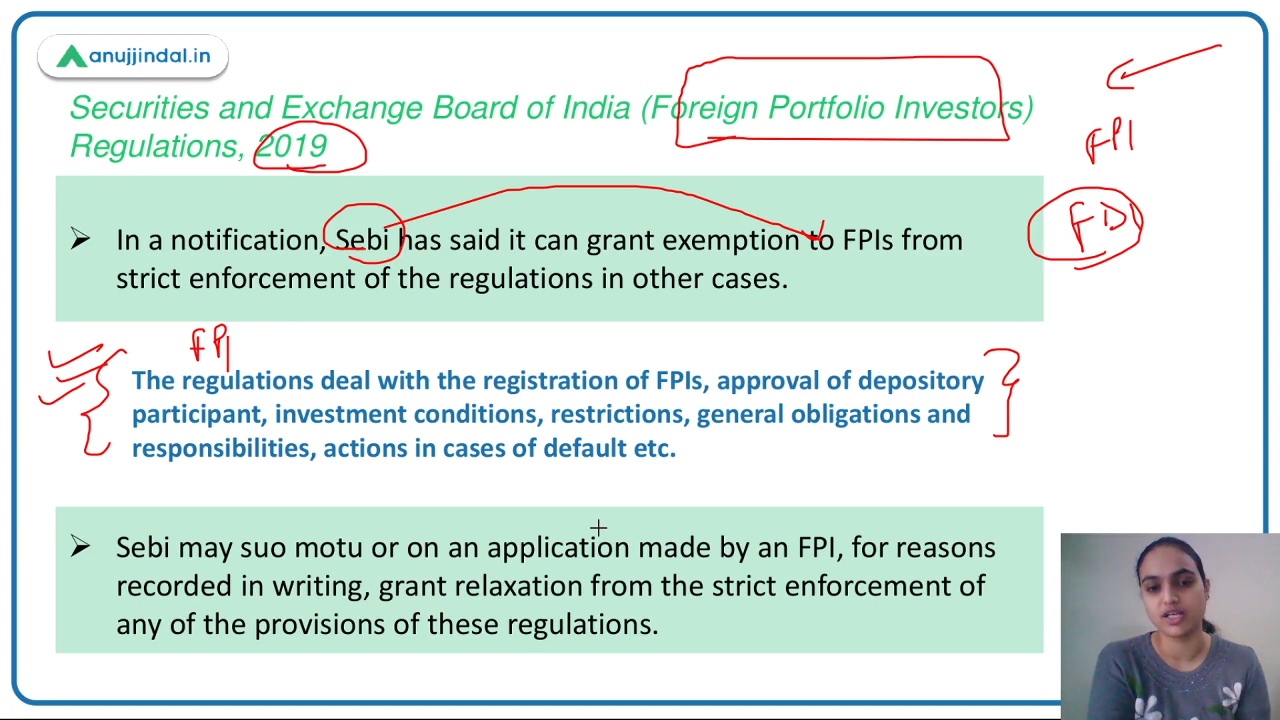 anujjindal.in
Securities and Exchange Board of India (Foreign Portfolio Investors)
Regulations, 2019
FPI
FDI
➢ In a notification, Sebi has said it can grant exemption to FPIs from
strict enforcement of the regulations in other cases.
FPI
The regulations deal with the registration of FPIs, approval of depository
participant, investment conditions, restrictions, general obligations and
responsibilities, actions in cases of default etc.
➢ Sebi may suo motu or on an application made by an FPI, for reasons
recorded in writing, grant relaxation from the strict enforcement of
any of the provisions of these regulations.